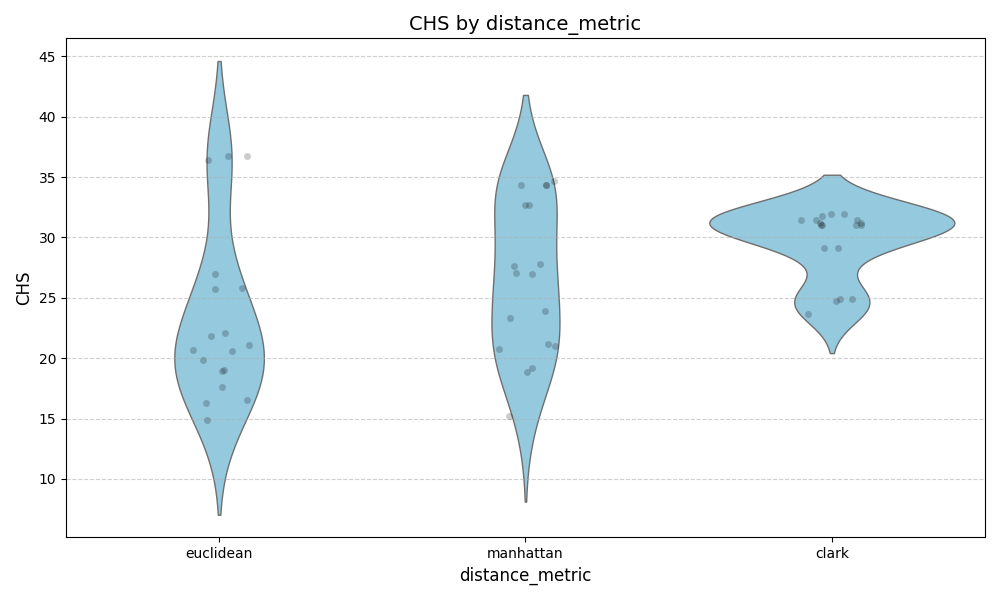 CHS by distance_metric
45
40
35
30
25
20
15
10
CHS
euclidean
manhattan
clark
distance_metric